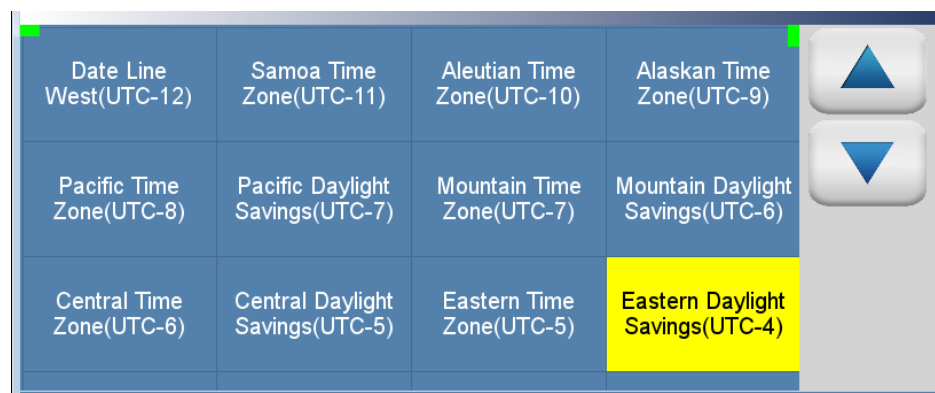 Date Line
West(UTC-12)
Samoa Time
Zone(UTC-11)
Aleutian Time
Zone(UTC-10)
Alaskan Time
Zone(UTC-9)
Pacific Time
Zone(UTC-8)
Pacific Daylight
Savings(UTC-7)
Mountain Time
Zone(UTC-7)
Mountain Daylight
Savings(UTC-6)
Central Time
Zone(UTC-6)
Central Daylight
Savings(UTC-5)
Eastern Time
Zone(UTC-5)
Eastern Daylight
Savings(UTC-4)